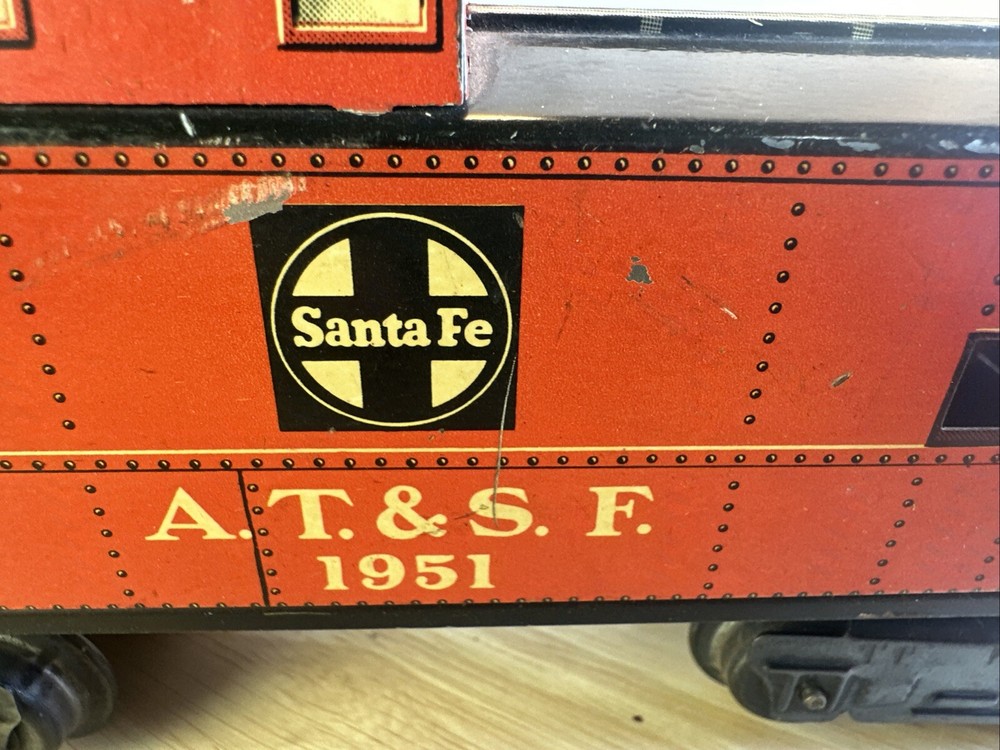 Santa Fe
A.T. & S. F.
1951